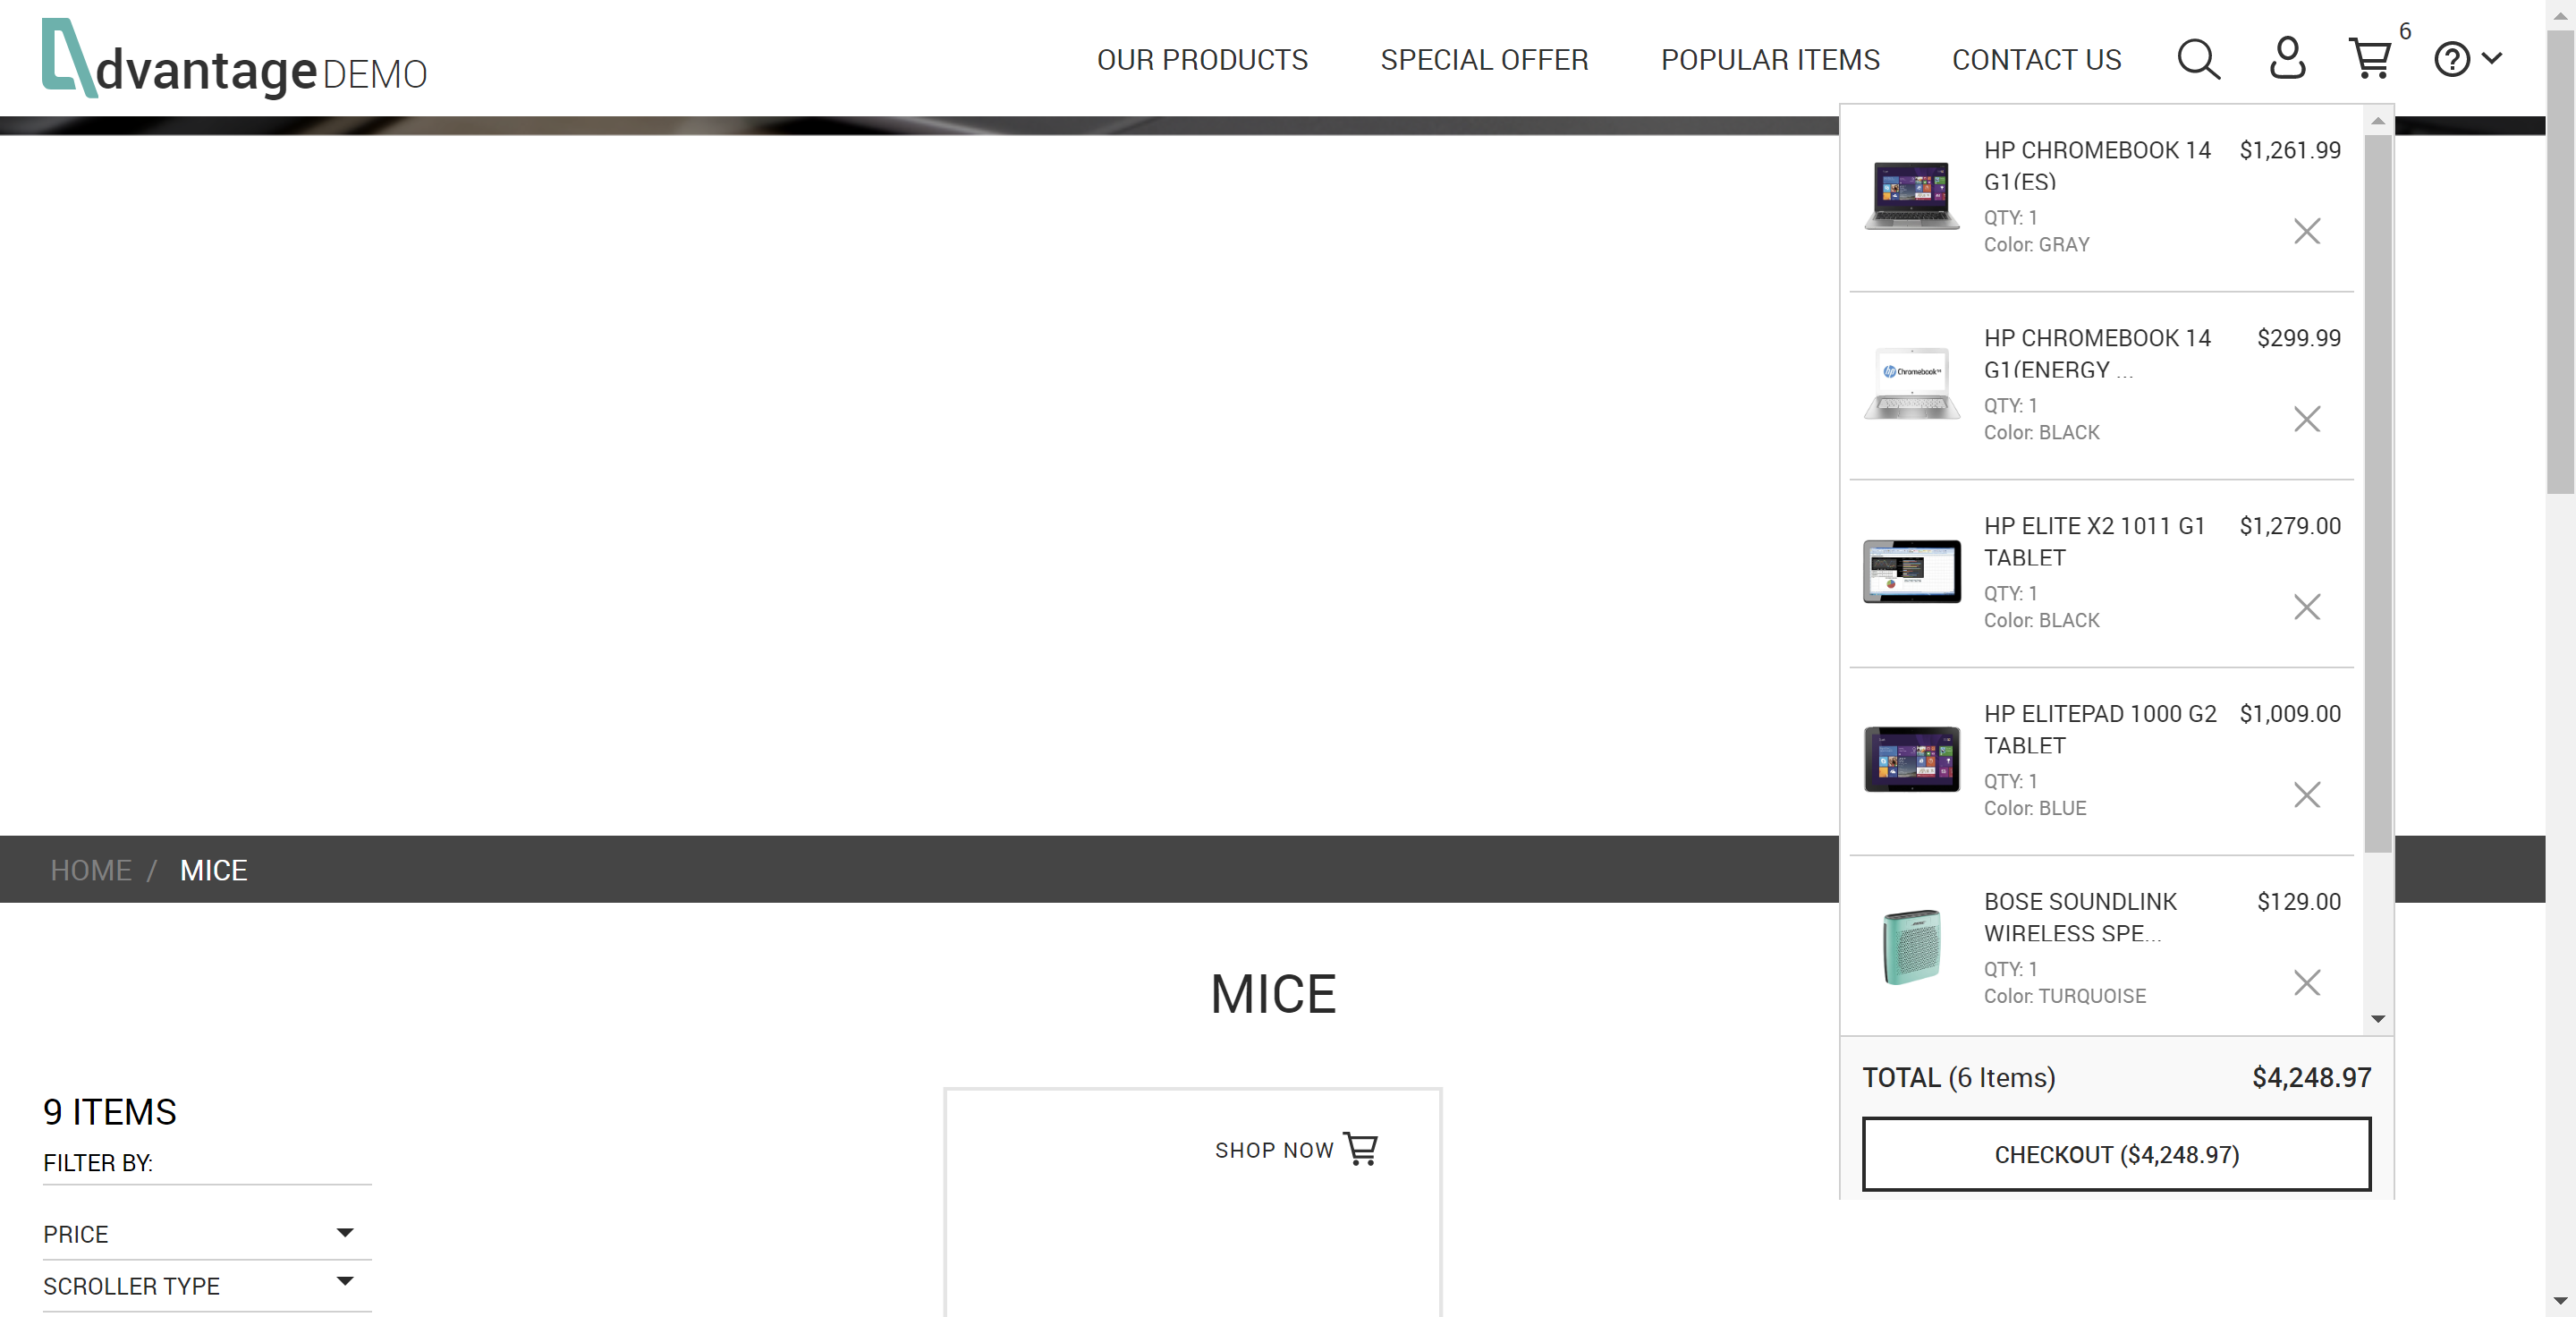 dvantage DEMO
OUR PRODUCTS SPECIAL OFFER POPULAR ITEMS CONTACT US 6
HP CHROMEBOOK 14 $1,261.99
G1(ES)
QTY: 1
Color: GRAY
HP CHROMEBOOK 14 $299.99
G1(ENERGY ...
QTY: 1
Color: BLACK
HP ELITE X2 1011 G1 $1,279.00
TABLET
QTY: 1
Color: BLACK
HP ELITEPAD 1000 G2 $1,009.00
TABLET
QTY: 1
Color: BLUE
BOSE SOUNDLINK $129.00
WIRELESS SPE...
QTY: 1
Color: TURQUOISE
TOTAL (6 Items) $4,248.97
CHECKOUT ($4,248.97)
HOME / MICE
MICE
9 ITEMS
FILTER BY:
PRICE
SCROLLER TYPE
SHOP NOW
hp Chromebook